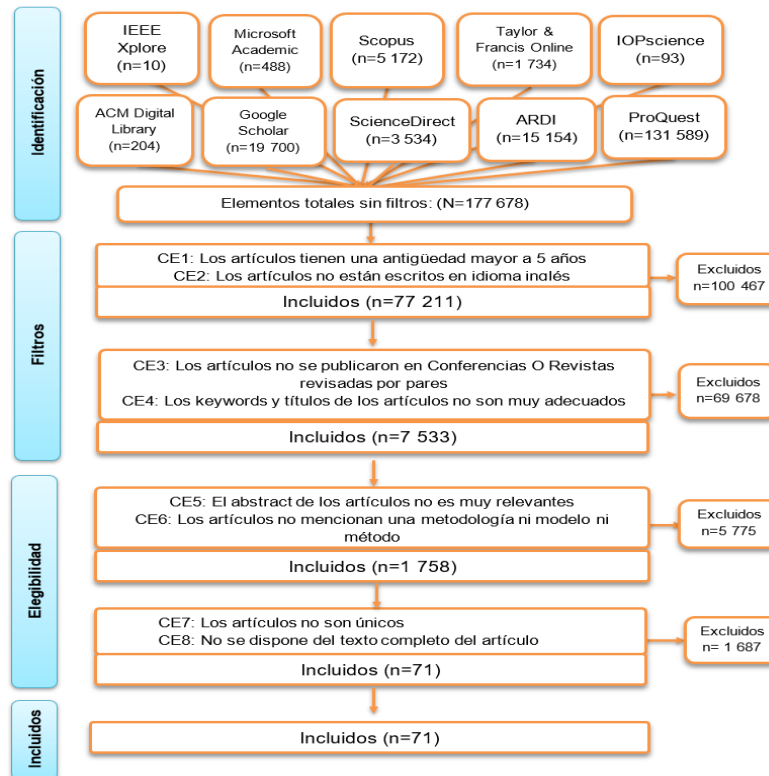 Identificación
IEEE
Xplore
(n=10)
Microsoft
Academic
(n=488)
Scopus
(n=5 172)
Taylor &
Francis Online
(n=1 734)
IOPscience
(n=93)
ACM Digital
Library
(n=204)
Google
Scholar
(n=19 700)
ScienceDirect
(n=3 534)
ARDI
(n=15 154)
ProQuest
(n=131 589)
Elementos totales sin filtros: (N=177 678)
Filtros
CE1: Los artículos tienen una antigüedad mayor a 5 años
CE2: Los artículos no están escritos en idioma inglés
Incluidos (n=77 211)
Excluidos
n=100 467
CE3: Los artículos no se publicaron en Conferencias O Revistas
revisadas por pares
CE4: Los keywords y títulos de los artículos no son muy adecuados
Incluidos (n=7 533)
Excluidos
n=69 678
Elegibilidad
CE5: El abstract de los artículos no es muy relevantes
CE6: Los artículos no mencionan una metodología ni modelo ni
método
Incluidos (n=1 758)
Excluidos
n=5 775
CE7: Los artículos no son únicos
CE8: No se dispone del texto completo del artículo
Incluidos (n=71)
Excluidos
n= 1 687
Incluidos
Incluidos (n=71)